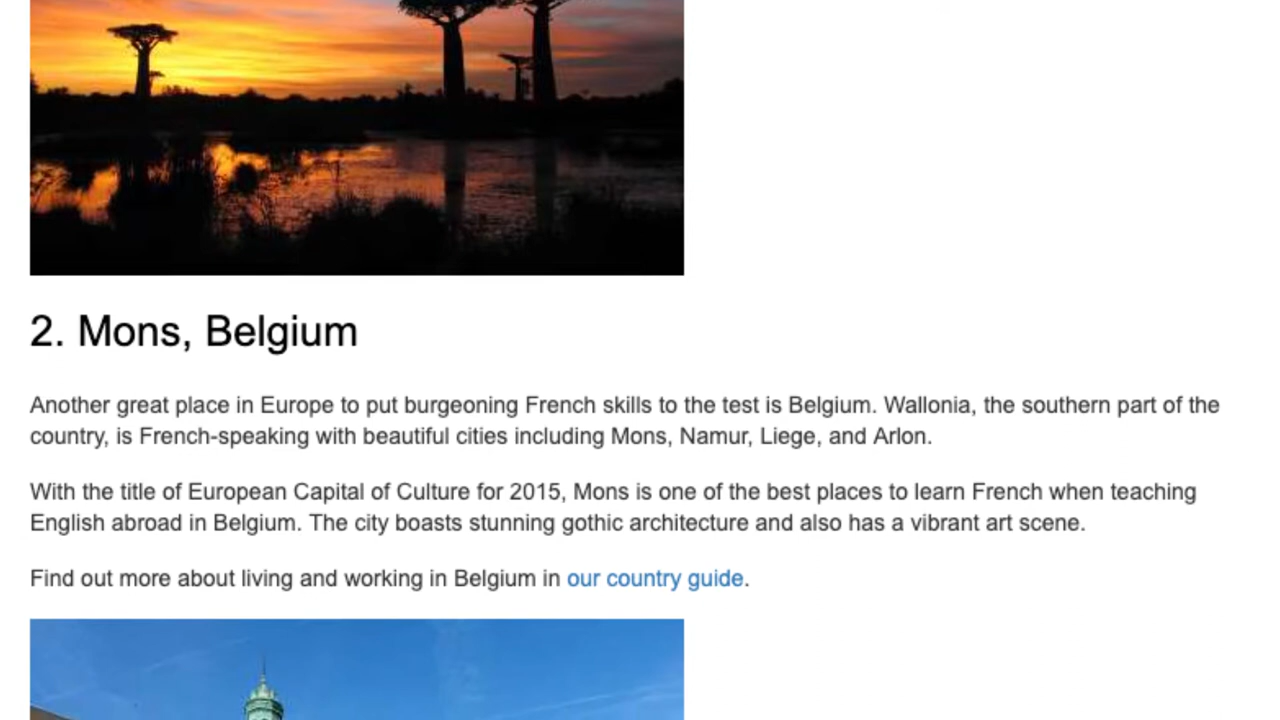 2. Mons, Belgium
Another great place in Europe to put burgeoning French skills to the test is Belgium. Wallonia, the southern part of the
country, is French-speaking with beautiful cities including Mons, Namur, Liege, and Arlon.
With the title of European Capital of Culture for 2015, Mons is one of the best places to learn French when teaching
English abroad in Belgium. The city boasts stunning gothic architecture and also has a vibrant art scene.
Find out more about living and working in Belgium in our country guide.